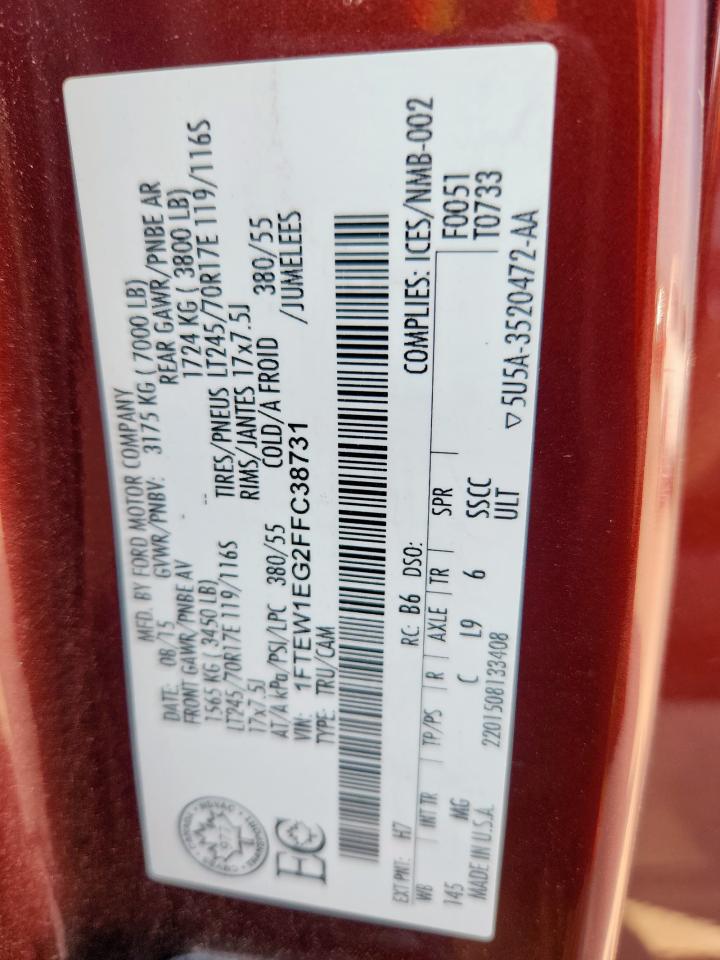 MFD. BY FORD MOTOR COMPANY
DATE: 08/15 GVWR/PNBV: 3175 KG ( 7000 LB)
FRONT GAWR/PNBE AV REAR GAWR/PNBE AR
1565 KG ( 3450 LB) 1724 KG ( 3800 LB)
LT245/70R17E 119/116S TIRES/PNEUS LT245/70R17E 119/116S
17x7.5J RIMS/JANTES 17x7.5J
AT/A kPa/PSI/LPC 380/55 COLD/A FROID 380/55
VIN: 1FTEW1EG2FFC38731 /JUMELEES
TYPE: TRU/CAM
EC
EXT PNT: H7 RC: B6 DSO: COMPLIES: ICES/NMB-002
WB INT TR TP/PS R AXLE TR SPR F0051
145 MG C L9 6 SSCC T0733
MADE IN U.S.A. 2201508133408 ULT ▽5U5A-3520472-AA